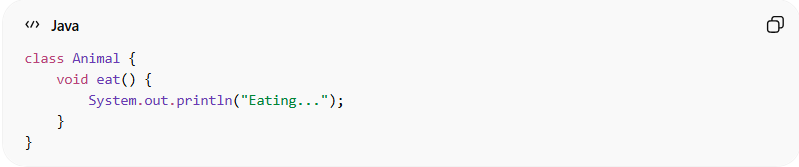 </> Java
class Animal {
    void eat() {
        System.out.println("Eating...");
    }
}